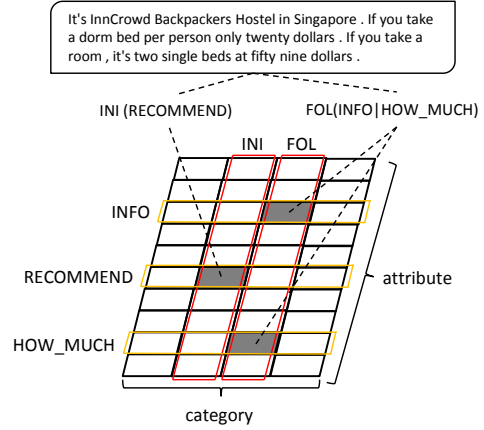 It's InnCrowd Backpackers Hostel in Singapore . If you take
a dorm bed per person only twenty dollars . If you take a
room , it's two single beds at fifty nine dollars .
INI (RECOMMEND)
FOL(INFO|HOW_MUCH)
INI
FOL
INFO
RECOMMEND
attribute
HOW_MUCH
category